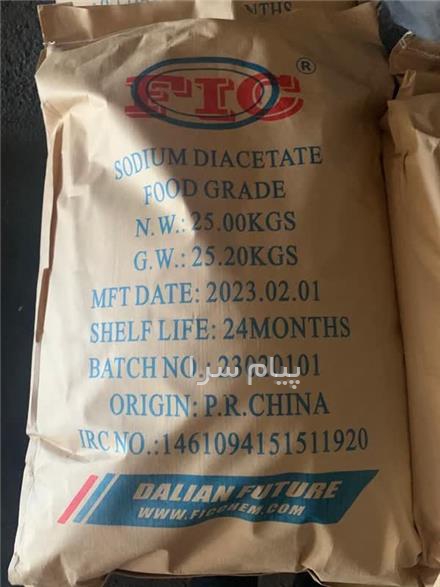 NTHS
FIC ®
SODIUM DIACETATE
FOOD GRADE
N.W.: 25.00KGS
G.W.: 25.20KGS
MFT DATE: 2023.02.01
SHELF LIFE: 24MONTHS
BATCH NO.: 23020101
پیام سرا
ORIGIN: P.R.CHINA
IRC NO.:1461094151511920
DALIAN FUTURE
WWW.FICCHEM.COM